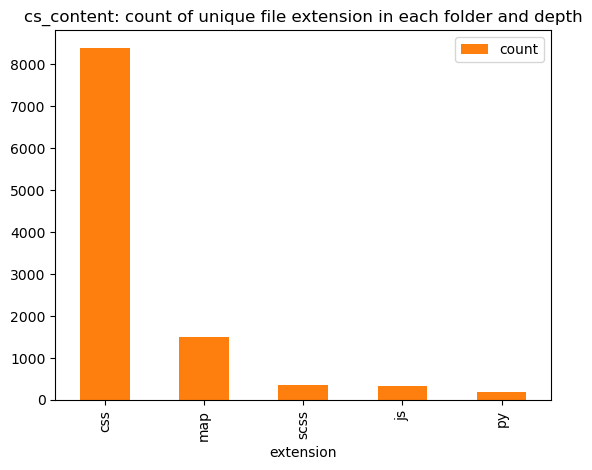 cs_content: count of unique file extension in each folder and depth
count
8000
7000
6000
5000
4000
3000
2000
1000
0
css
map
scss
js
py
extension